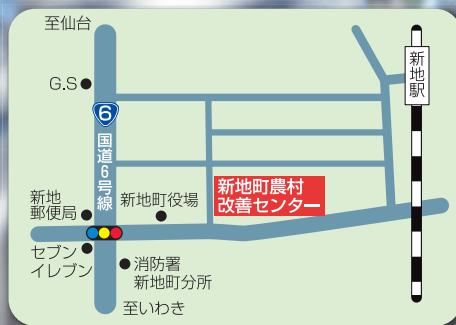 至仙台
G.S
6
国道6号線
新地駅
新地
郵便局
新地町役場
新地町農村
改善センター
セブン
イレブン
消防署
新地町分所
至いわき